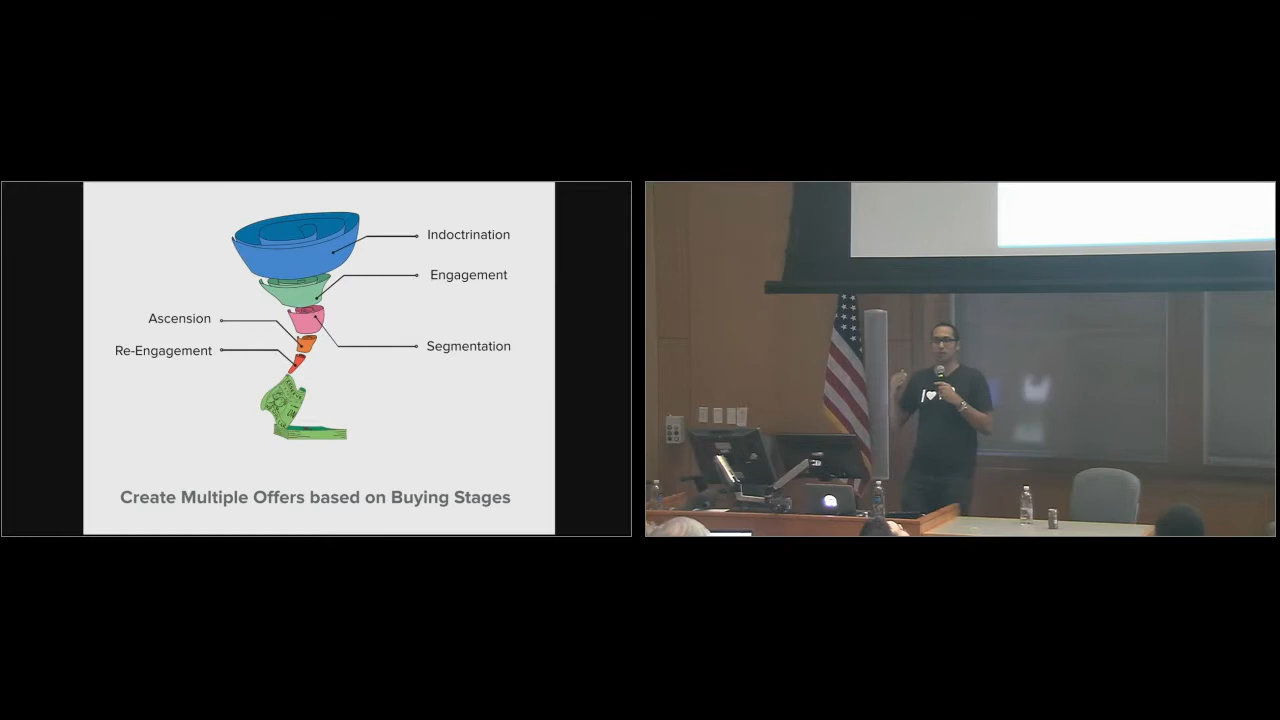 Indoctrination
Engagement
Ascension
Segmentation
Re-Engagement
Create Multiple Offers based on Buying Stages
I